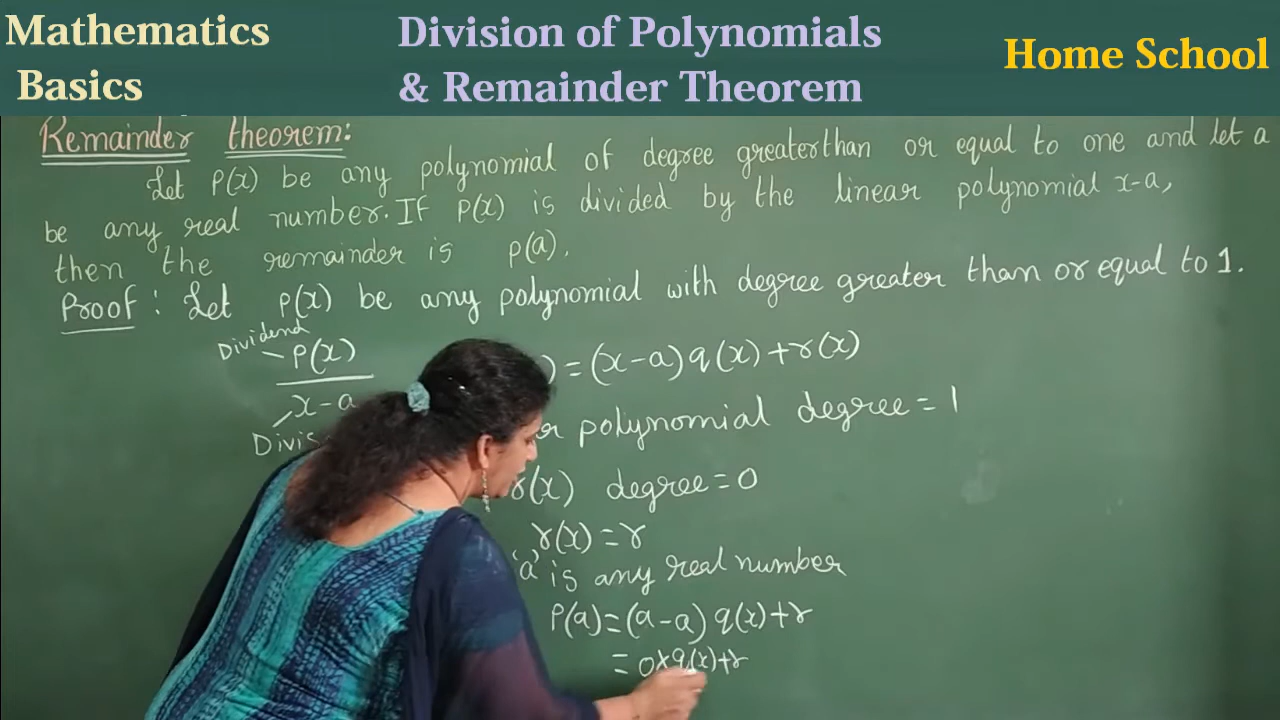 Mathematics
Basics
Division of Polynomials
& Remainder Theorem
Home School
Remainder theorem:
Let P(x) be any polynomial of degree greaterthan or equal to one and let a
be any real number. If P(x) is divided by the linear polynomial x-a,
then the remainder is p(a).
Proof : Let P(x) be any polynomial with degree greater than or equal to 1.
Dividend
P(x)
x-a
) = (x-a) q(x) + r(x)
polynomial degree = 1
r(x) degree = 0
r(x) = r
'a' is any real number
P(a) = (a-a) q(x) + r
= 0×q(x)+r